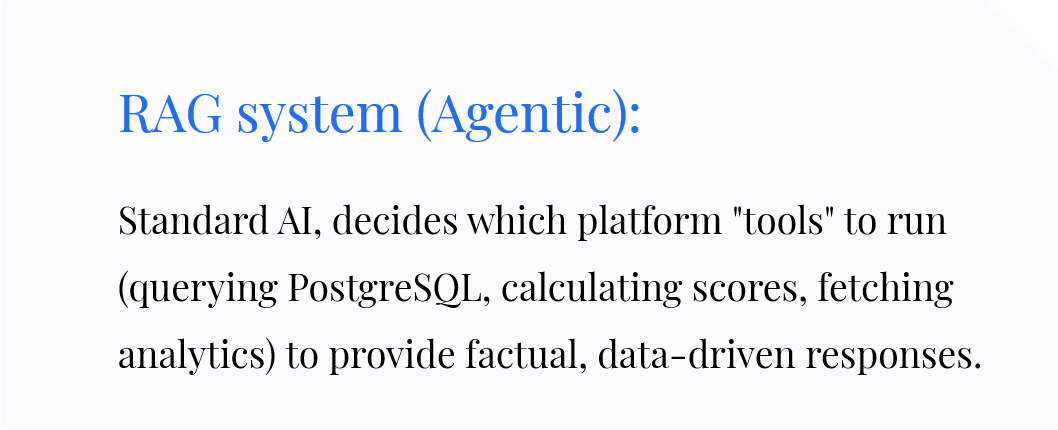 RAG system (Agentic):
Standard AI, decides which platform "tools" to run
(querying PostgreSQL, calculating scores, fetching
analytics) to provide factual, data-driven responses.